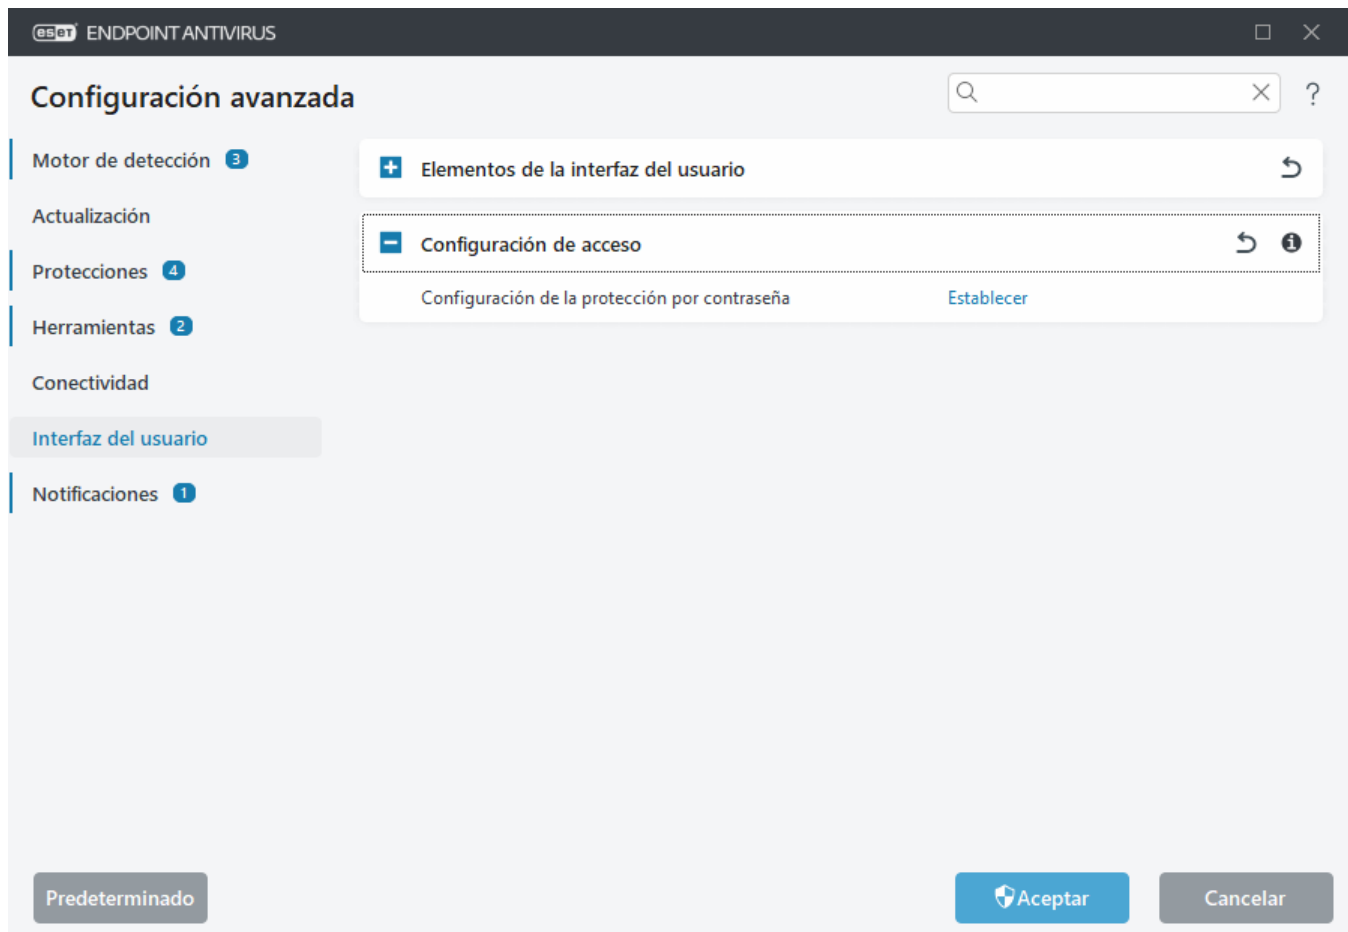 eset ENDPOINT ANTIVIRUS
Configuración avanzada
?
Motor de detección 3
Actualización
Protecciones 4
Herramientas 2
Conectividad
Interfaz del usuario
Notificaciones 1
Elementos de la interfaz del usuario
Configuración de acceso
Configuración de la protección por contraseña Establecer
Predeterminado
Aceptar
Cancelar